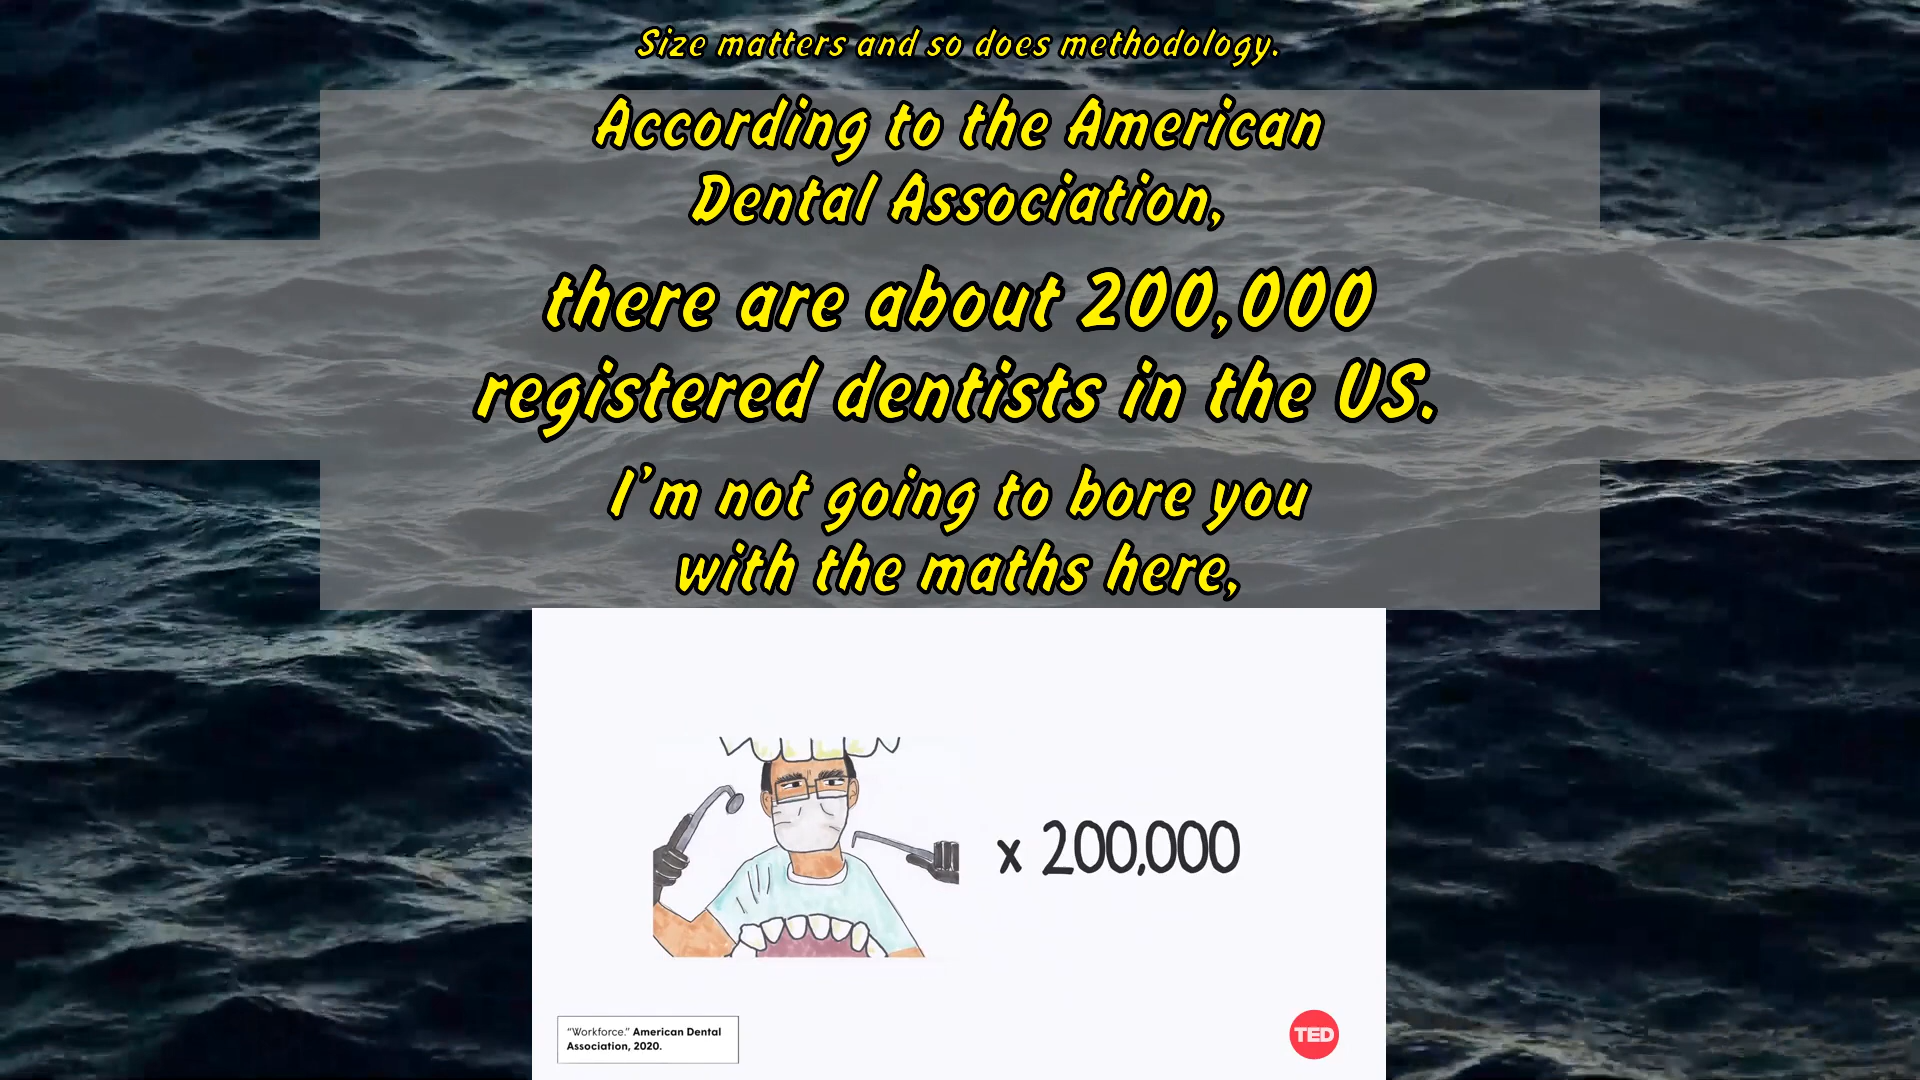 Size matters and so does methodology.
According to the American
Dental Association,
there are about 200,000
registered dentists in the US.
I'm not going to bore you
with the maths here,
x 200,000
“Workforce.” American Dental
Association, 2020.
TED